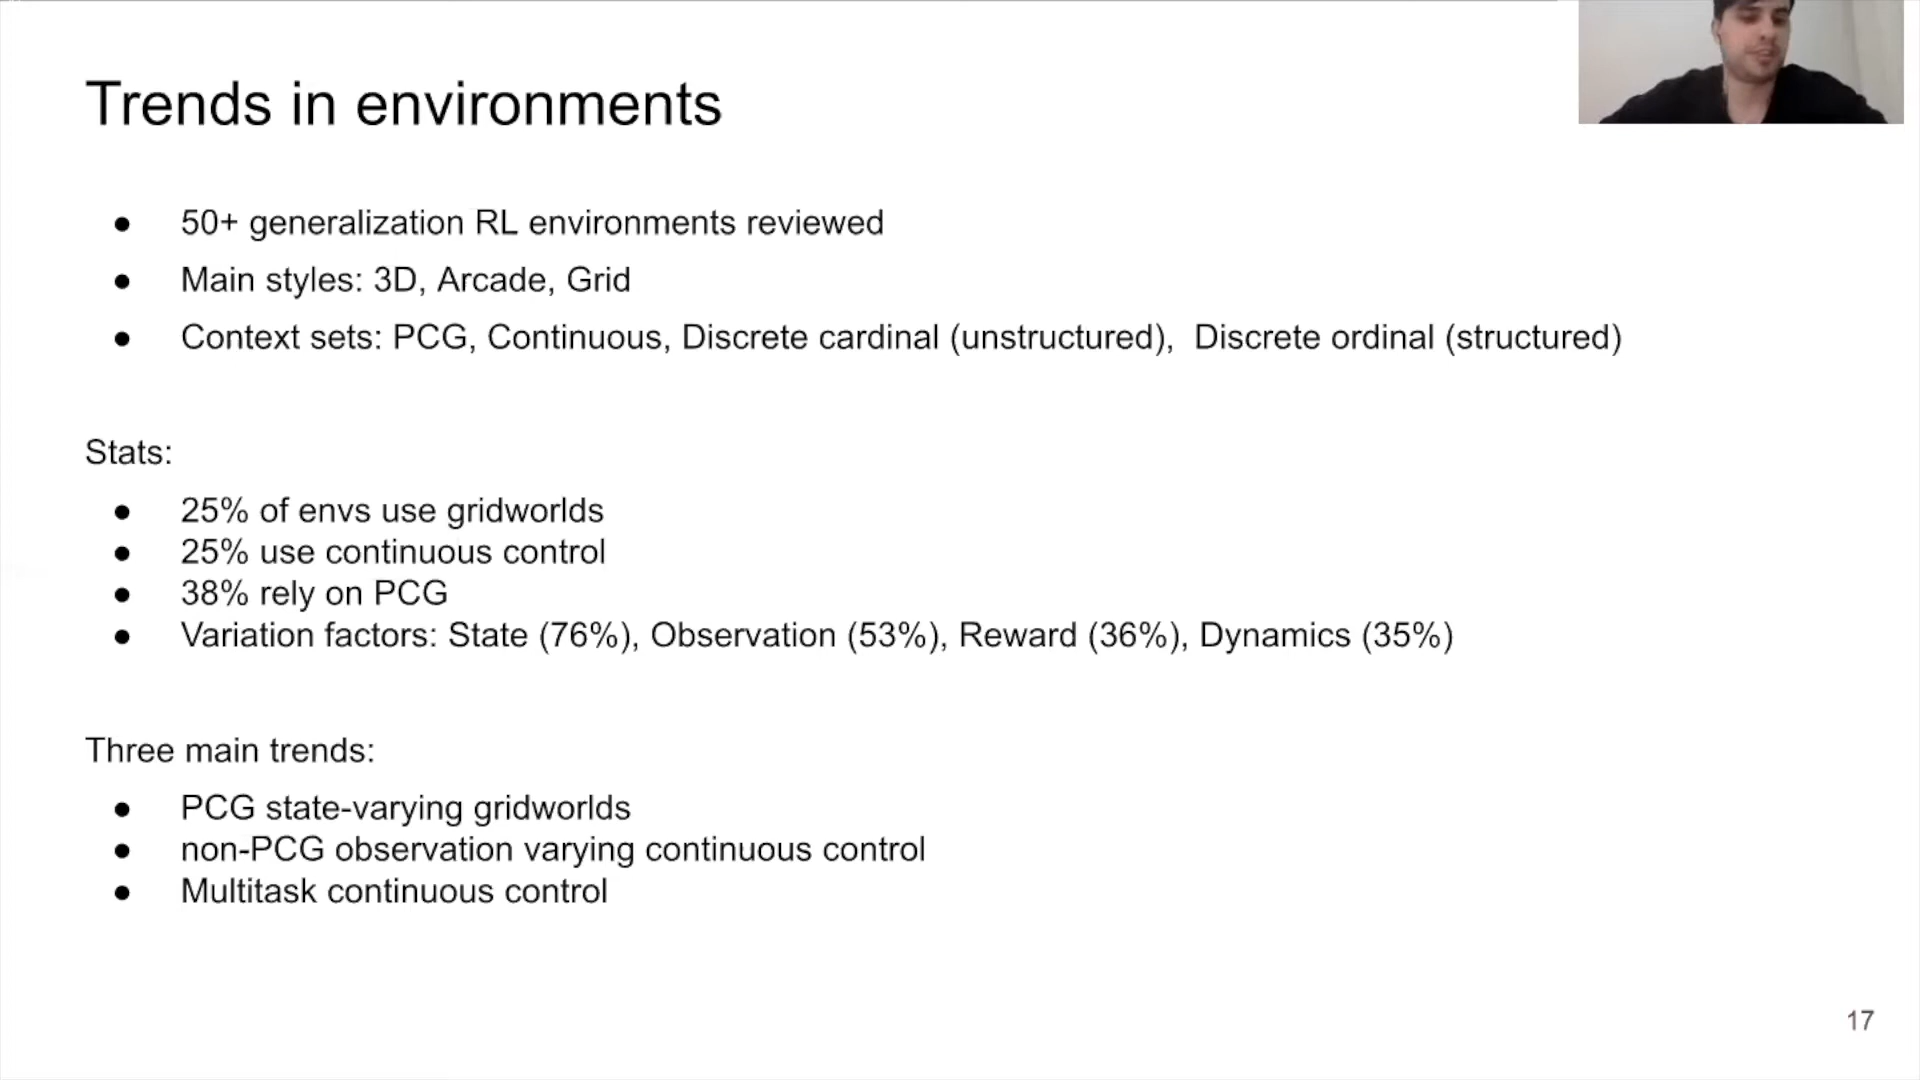 Trends in environments
● 50+ generalization RL environments reviewed
● Main styles: 3D, Arcade, Grid
● Context sets: PCG, Continuous, Discrete cardinal (unstructured),  Discrete ordinal (structured)
Stats:
● 25% of envs use gridworlds
● 25% use continuous control
● 38% rely on PCG
● Variation factors: State (76%), Observation (53%), Reward (36%), Dynamics (35%)
Three main trends:
● PCG state-varying gridworlds
● non-PCG observation varying continuous control
● Multitask continuous control
17